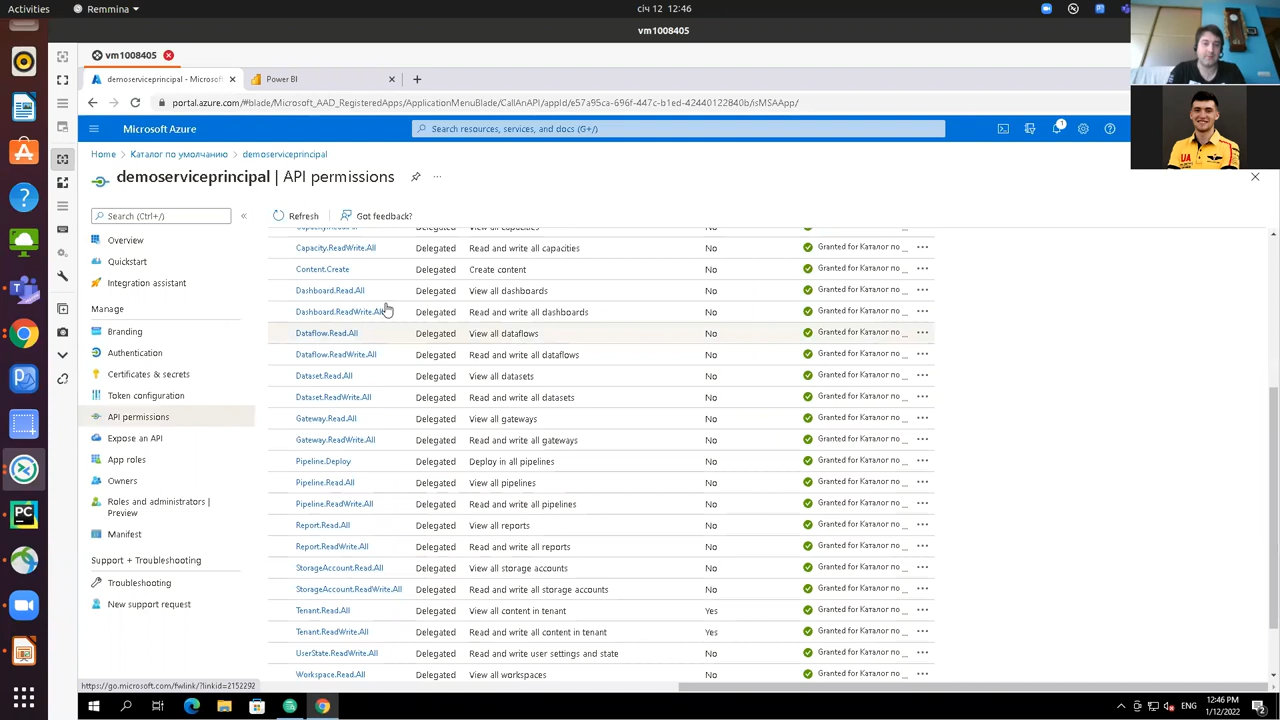 Activities
Remmina
січ 12 12:46
vm1008405
vm1008405
demoserviceprincipal - Microsof
Power BI
portal.azure.com/#blade/Microsoft_AAD_RegisteredApps/ApplicationMenuBlade/CallAnAPI/appId/e57a95ca-696f-447c-b1ed-42440122840b/isMSAApp/
Microsoft Azure
Search resources, services, and docs (G+/)
1
Home > Каталог по умолчанию > demoserviceprincipal
demoserviceprincipal | API permissions
UA
Search (Ctrl+/)
Refresh
Got feedback?
Overview
Quickstart
Integration assistant
Manage
Branding
Authentication
Certificates & secrets
Token configuration
API permissions
Expose an API
App roles
Owners
Roles and administrators |
Preview
Manifest
Support + Troubleshooting
Troubleshooting
New support request
Capacity.Read.All Delegated View all capacities No Granted for Каталог по ...
Capacity.ReadWrite.All Delegated Read and write all capacities No Granted for Каталог по ...
Content.Create Delegated Create content No Granted for Каталог по ...
Dashboard.Read.All Delegated View all dashboards No Granted for Каталог по ...
Dashboard.ReadWrite.All Delegated Read and write all dashboards No Granted for Каталог по ...
Dataflow.Read.All Delegated View all dataflows No Granted for Каталог по ...
Dataflow.ReadWrite.All Delegated Read and write all dataflows No Granted for Каталог по ...
Dataset.Read.All Delegated View all datasets No Granted for Каталог по ...
Dataset.ReadWrite.All Delegated Read and write all datasets No Granted for Каталог по ...
Gateway.Read.All Delegated View all gateways No Granted for Каталог по ...
Gateway.ReadWrite.All Delegated Read and write all gateways No Granted for Каталог по ...
Pipeline.Deploy Delegated Deploy in all pipelines No Granted for Каталог по ...
Pipeline.Read.All Delegated View all pipelines No Granted for Каталог по ...
Pipeline.ReadWrite.All Delegated Read and write all pipelines No Granted for Каталог по ...
Report.Read.All Delegated View all reports No Granted for Каталог по ...
Report.ReadWrite.All Delegated Read and write all reports No Granted for Каталог по ...
StorageAccount.Read.All Delegated View all storage accounts No Granted for Каталог по ...
StorageAccount.ReadWrite.All Delegated Read and write all storage accounts No Granted for Каталог по ...
Tenant.Read.All Delegated View all content in tenant Yes Granted for Каталог по ...
Tenant.ReadWrite.All Delegated Read and write all content in tenant Yes Granted for Каталог по ...
UserState.ReadWrite.All Delegated Read and write user settings and state No Granted for Каталог по ...
Workspace.Read.All Delegated View all workspaces No Granted for Каталог по ...
https://go.microsoft.com/fwlink/?linkid=2152292
PC
ENG
12:46 PM
1/12/2022
2